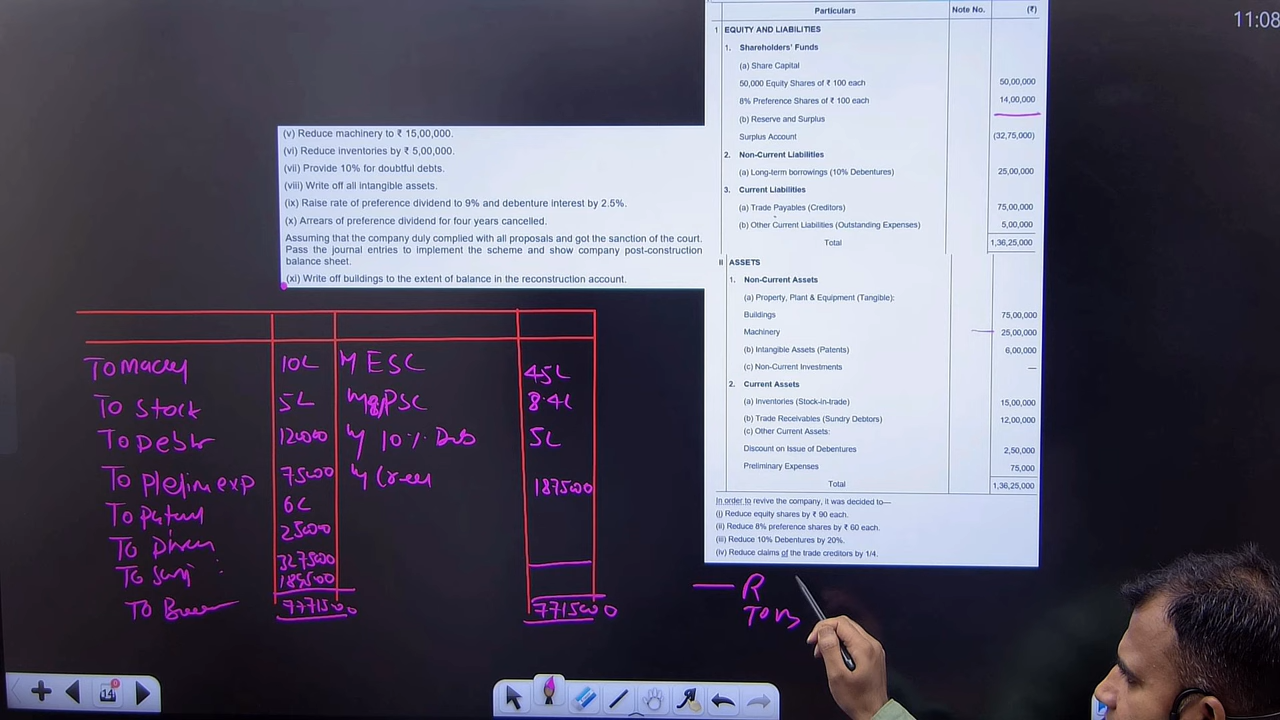 11:08
Particulars Note No. (₹)
I EQUITY AND LIABILITIES
1. Shareholders' Funds
(a) Share Capital
50,000 Equity Shares of ₹ 100 each 50,00,000
8% Preference Shares of ₹ 100 each 14,00,000
(b) Reserve and Surplus
Surplus Account (32,75,000)
2. Non-Current Liabilities
(a) Long-term borrowings (10% Debentures) 25,00,000
3. Current Liabilities
(a) Trade Payables (Creditors) 75,00,000
(b) Other Current Liabilities (Outstanding Expenses) 5,00,000
Total 1,36,25,000
II ASSETS
1. Non-Current Assets
(a) Property, Plant & Equipment (Tangible):
Buildings 75,00,000
Machinery 25,00,000
(b) Intangible Assets (Patents) 6,00,000
(c) Non-Current Investments —
2. Current Assets
(a) Inventories (Stock-in-trade) 15,00,000
(b) Trade Receivables (Sundry Debtors) 12,00,000
(c) Other Current Assets:
Discount on Issue of Debentures 2,50,000
Preliminary Expenses 75,000
Total 1,36,25,000
In order to revive the company, it was decided to—
(i) Reduce equity shares by ₹ 90 each.
(ii) Reduce 8% preference shares by ₹ 60 each.
(iii) Reduce 10% Debentures by 20%.
(iv) Reduce claims of the trade creditors by 1/4.
(v) Reduce machinery to ₹ 15,00,000.
(vi) Reduce inventories by ₹ 5,00,000.
(vii) Provide 10% for doubtful debts.
(viii) Write off all intangible assets.
(ix) Raise rate of preference dividend to 9% and debenture interest by 2.5%.
(x) Arrears of preference dividend for four years cancelled.
Assuming that the company duly complied with all proposals and got the sanction of the court.
Pass the journal entries to implement the scheme and show company post-construction
balance sheet.
(xi) Write off buildings to the extent of balance in the reconstruction account.
10L ESC 45L
To Stock 5L PSC 8.4L
To Debtr 120000 10% Deb 5L
To Prelim exp 75000 1875000
To 6L
To 250000
To 3275000
To 7715000 7715000
R
To
14